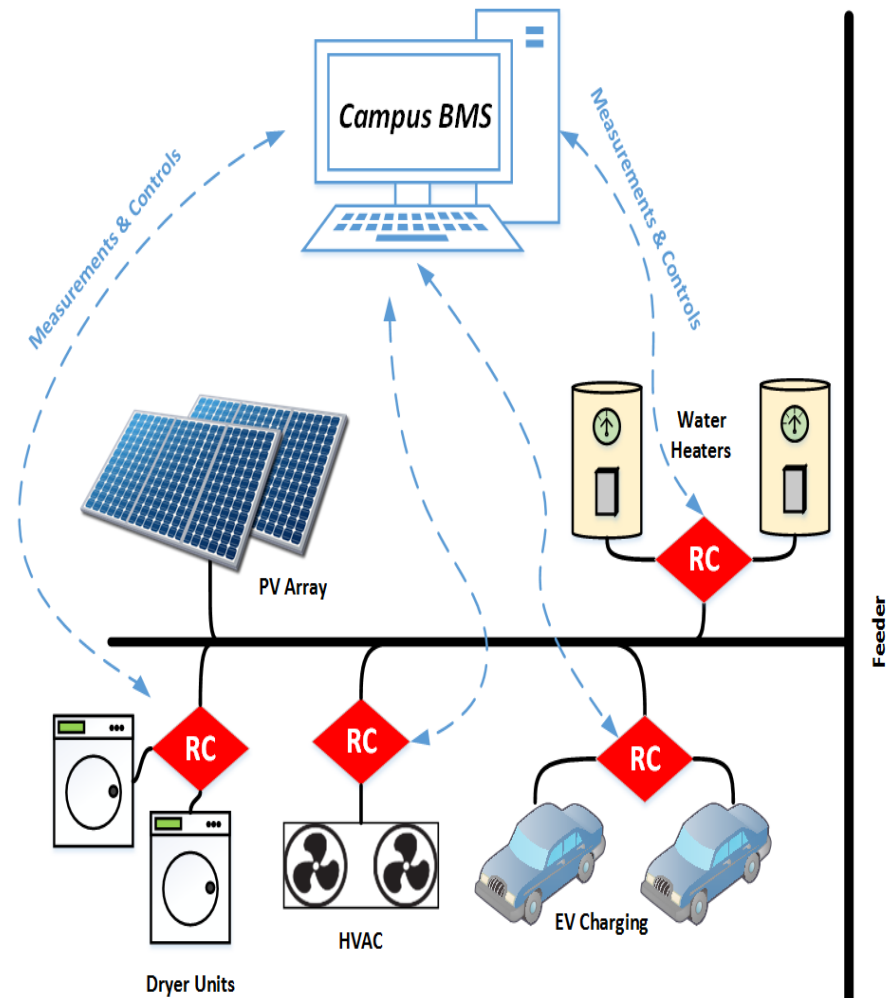 Campus BMS
Measurements & Controls
Measurements & Controls
Water
Heaters
RC
PV Array
Feeder
RC
RC
RC
EV Charging
HVAC
Dryer Units